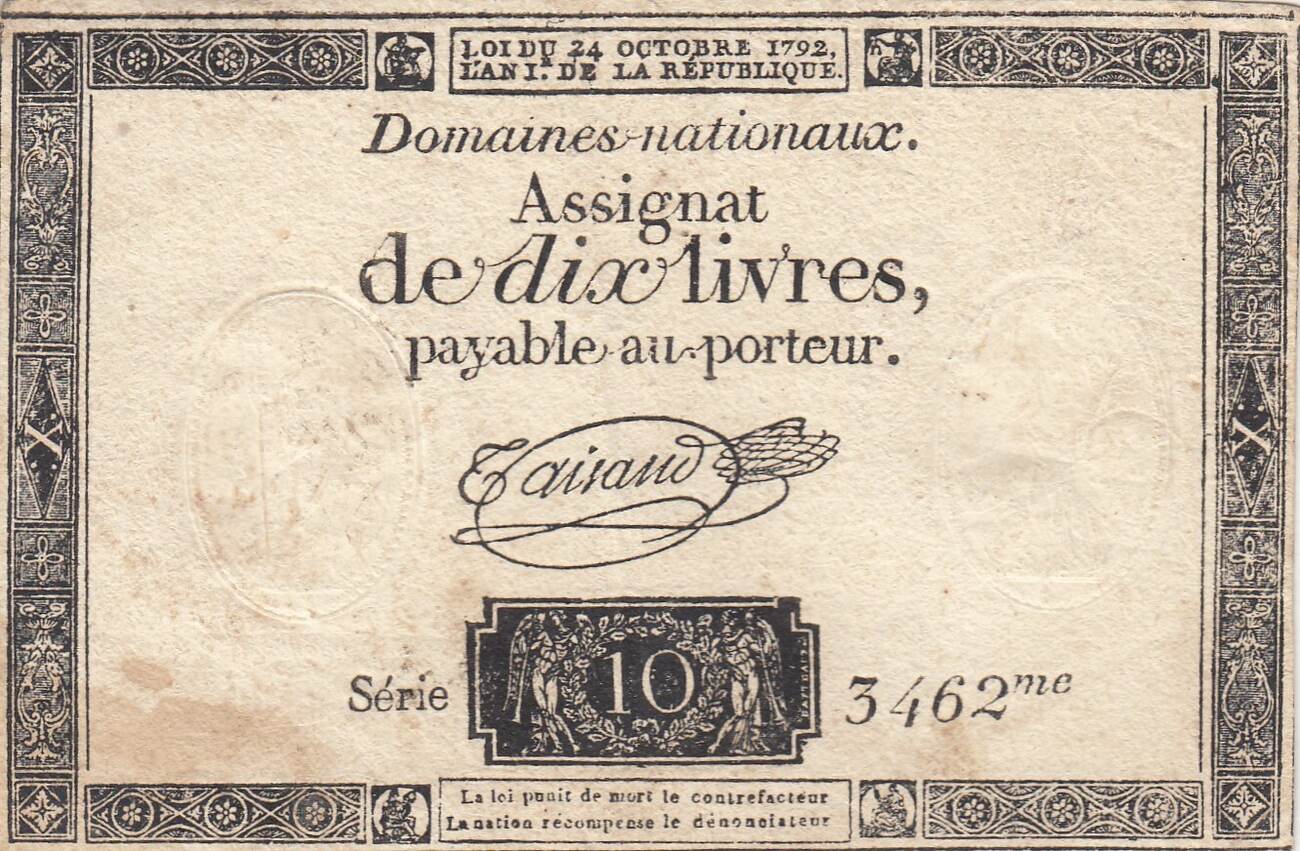 LOI DU 24 OCTOBRE 1792,
L'AN I.er DE LA RÉPUBLIQUE.
Domaines nationaux.
Assignat
de dix livres,
payable au porteur.
Taisaud
X
X
10
Série 3462me
La loi punit de mort le contrefacteur
La nation récompense le dénonciateur